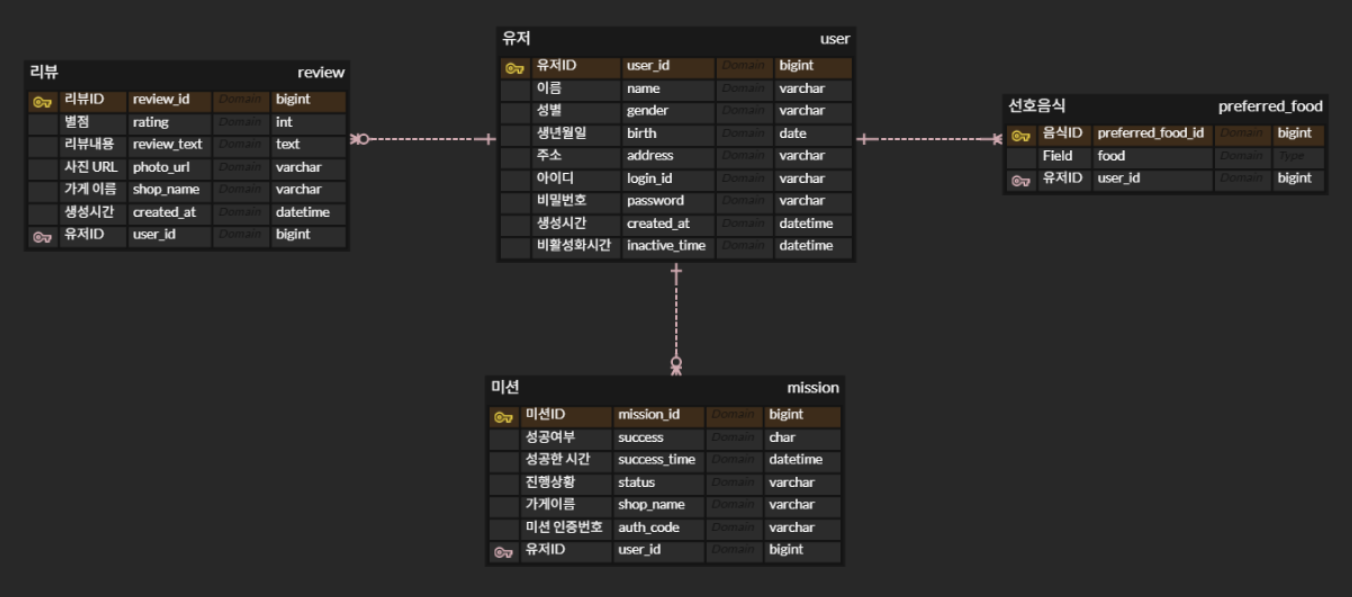 유저 user
유저ID user_id Domain bigint
이름 name Domain varchar
성별 gender Domain varchar
생년월일 birth Domain date
주소 address Domain varchar
아이디 login_id Domain varchar
비밀번호 password Domain varchar
생성시간 created_at Domain datetime
비활성화시간 inactive_time Domain datetime
리뷰 review
리뷰ID review_id Domain bigint
별점 rating Domain int
리뷰내용 review_text Domain text
사진 URL photo_url Domain varchar
가게 이름 shop_name Domain varchar
생성시간 created_at Domain datetime
유저ID user_id Domain bigint
선호음식 preferred_food
음식ID preferred_food_id Domain bigint
Field food Domain Type
유저ID user_id Domain bigint
미션 mission
미션ID mission_id Domain bigint
성공여부 success Domain char
성공한 시간 success_time Domain datetime
진행상황 status Domain varchar
가게이름 shop_name Domain varchar
미션 인증번호 auth_code Domain varchar
유저ID user_id Domain bigint